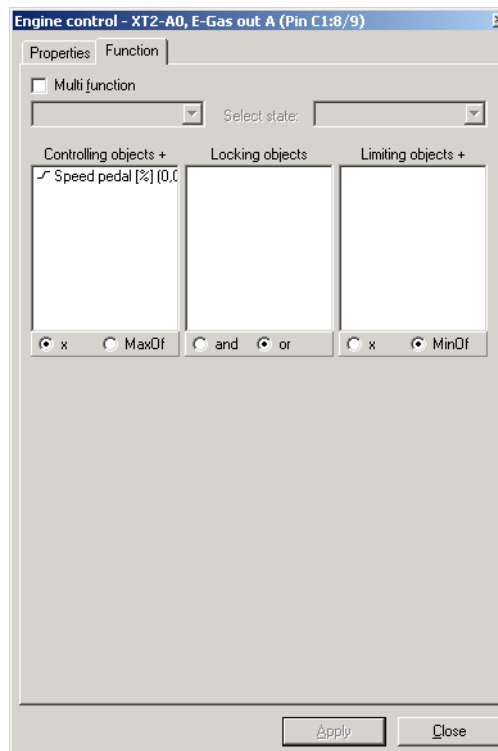 Engine control - XT2-A0, E-Gas out A (Pin C1:8/9)
Properties Function
Multi function
Select state:
Controlling objects + Locking objects Limiting objects +
Speed pedal [%] (0,0
x MaxOf and or x MinOf
Apply Close